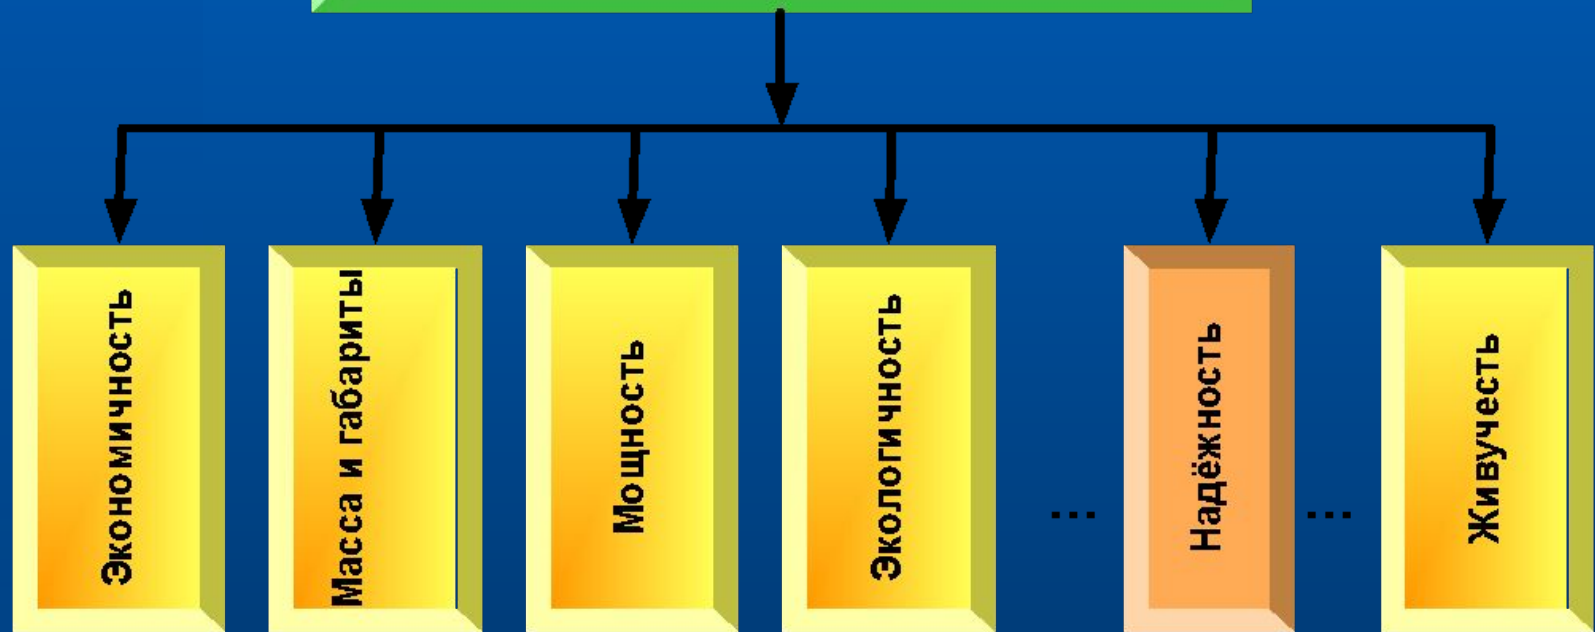 Экономичность
Масса и габариты
Мощность
Экологичность
...
Надёжность
...
Живучесть